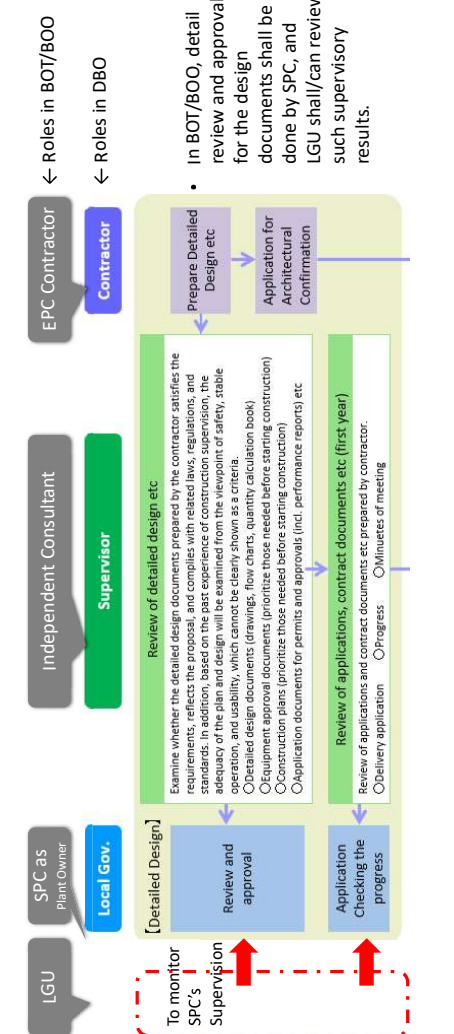 LGU
SPC as
Plant Owner
Independent Consultant
EPC Contractor
← Roles in BOT/BOO
Local Gov.
Supervisor
Contractor
← Roles in DBO
【Detailed Design】
Review and
approval
Application
Checking the
progress
To monitor
SPC's
Supervision
Review of detailed design etc
Examine whether the detailed design documents prepared by the contractor satisfies the
requirements, reflects the proposal, and complies with related laws, regulations, and
standards. In addition, based on the past experience of construction supervision, the
adequacy of the plan and design will be examined from the viewpoint of safety, stable
operation, and usability, which cannot be clearly shown as a criteria.
○Detailed design documents (drawings, flow charts, quantity calculation book)
○Equipment approval documents (prioritize those needed before starting construction)
○Construction plans (prioritize those needed before starting construction)
○Application documents for permits and approvals (incl. performance reports) etc
Review of applications, contract documents etc (first year)
Review of applications and contract documents etc prepared by contractor.
○Delivery application ○Progress ○Minuetes of meeting
Prepare Detailed
Design etc
Application for
Architectural
Confirmation
• In BOT/BOO, detail
review and approval
for the design
documents shall be
done by SPC, and
LGU shall/can review
such supervisory
results.